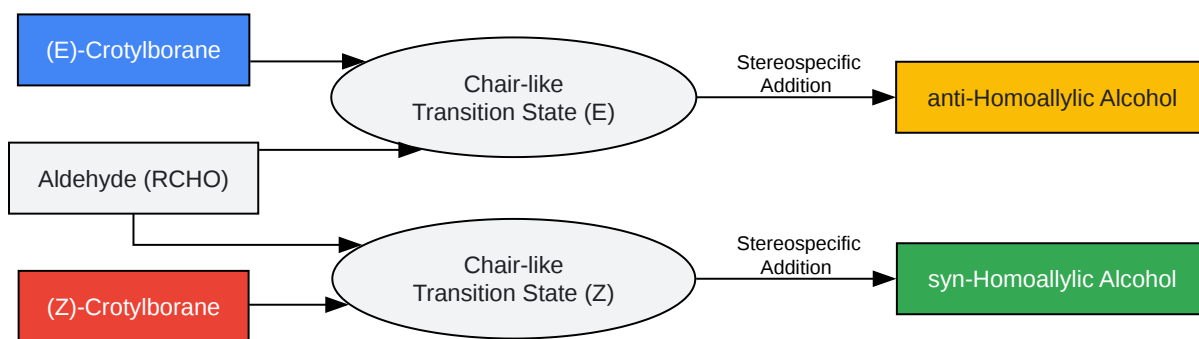 (E)-Crotylborane
Chair-like
Transition State (E)
Stereospecific
Addition
anti-Homoallylic Alcohol
Aldehyde (RCHO)
(Z)-Crotylborane
Chair-like
Transition State (Z)
Stereospecific
Addition
syn-Homoallylic Alcohol